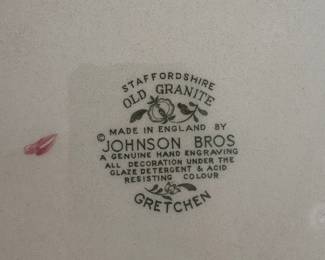 STAFFORDSHIRE
OLD GRANITE
© MADE IN ENGLAND BY
JOHNSON BROS
A GENUINE HAND ENGRAVING
ALL DECORATION UNDER THE
GLAZE DETERGENT & ACID
RESISTING COLOUR
GRETCHEN